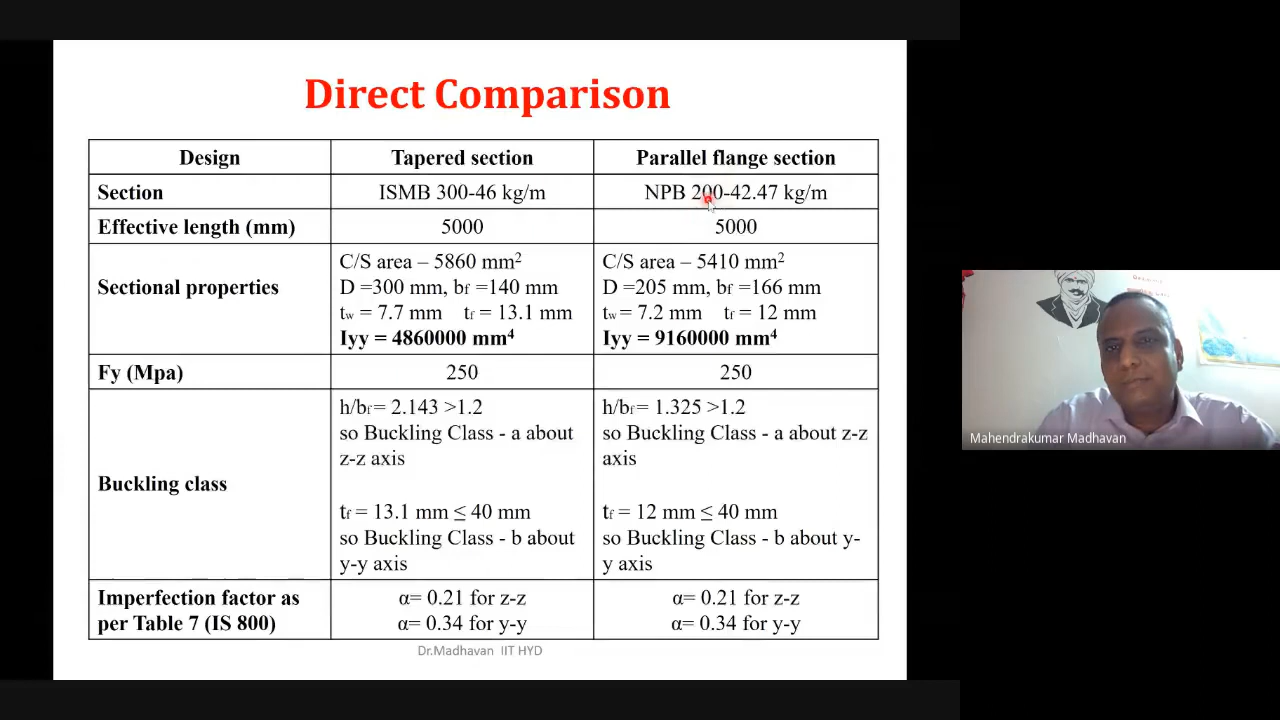 Direct Comparison
Design
Tapered section
Parallel flange section
Section
ISMB 300-46 kg/m
NPB 200-42.47 kg/m
Effective length (mm)
5000
5000
Sectional properties
C/S area – 5860 mm²
D =300 mm, bf =140 mm
tw = 7.7 mm tf = 13.1 mm
Iyy = 4860000 mm⁴
C/S area – 5410 mm²
D =205 mm, bf =166 mm
tw = 7.2 mm tf = 12 mm
Iyy = 9160000 mm⁴
Fy (Mpa)
250
250
Buckling class
h/bf= 2.143 >1.2
so Buckling Class - a about
z-z axis
tf = 13.1 mm ≤ 40 mm
so Buckling Class - b about
y-y axis
h/bf= 1.325 >1.2
so Buckling Class - a about z-z
axis
tf = 12 mm ≤ 40 mm
so Buckling Class - b about y-
y axis
Imperfection factor as
per Table 7 (IS 800)
α= 0.21 for z-z
α= 0.34 for y-y
α= 0.21 for z-z
α= 0.34 for y-y
Dr.Madhavan IIT HYD
Mahendrakumar Madhavan